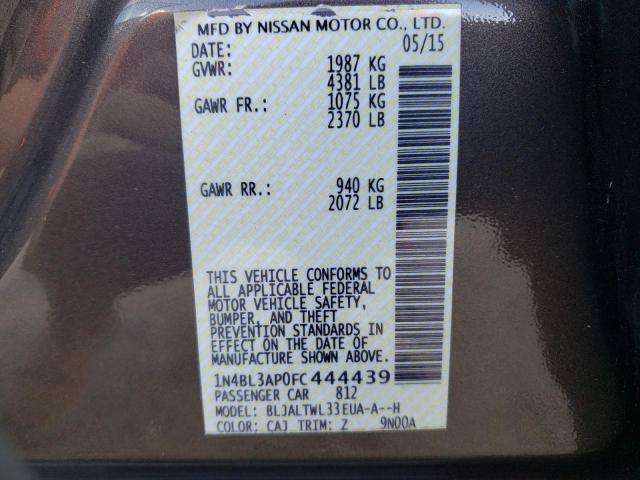 MFD BY NISSAN MOTOR CO., LTD.
DATE: 05/15
GVWR: 1987 KG
4381 LB
GAWR FR.: 1075 KG
2370 LB
GAWR RR.: 940 KG
2072 LB
THIS VEHICLE CONFORMS TO
ALL APPLICABLE FEDERAL
MOTOR VEHICLE SAFETY,
BUMPER, AND THEFT
PREVENTION STANDARDS IN
EFFECT ON THE DATE OF
MANUFACTURE SHOWN ABOVE.
1N4BL3AP0FC444439
PASSENGER CAR 812
MODEL: BLJALTWL33EUA-A--H
COLOR: CAJ TRIM: Z 9N00A